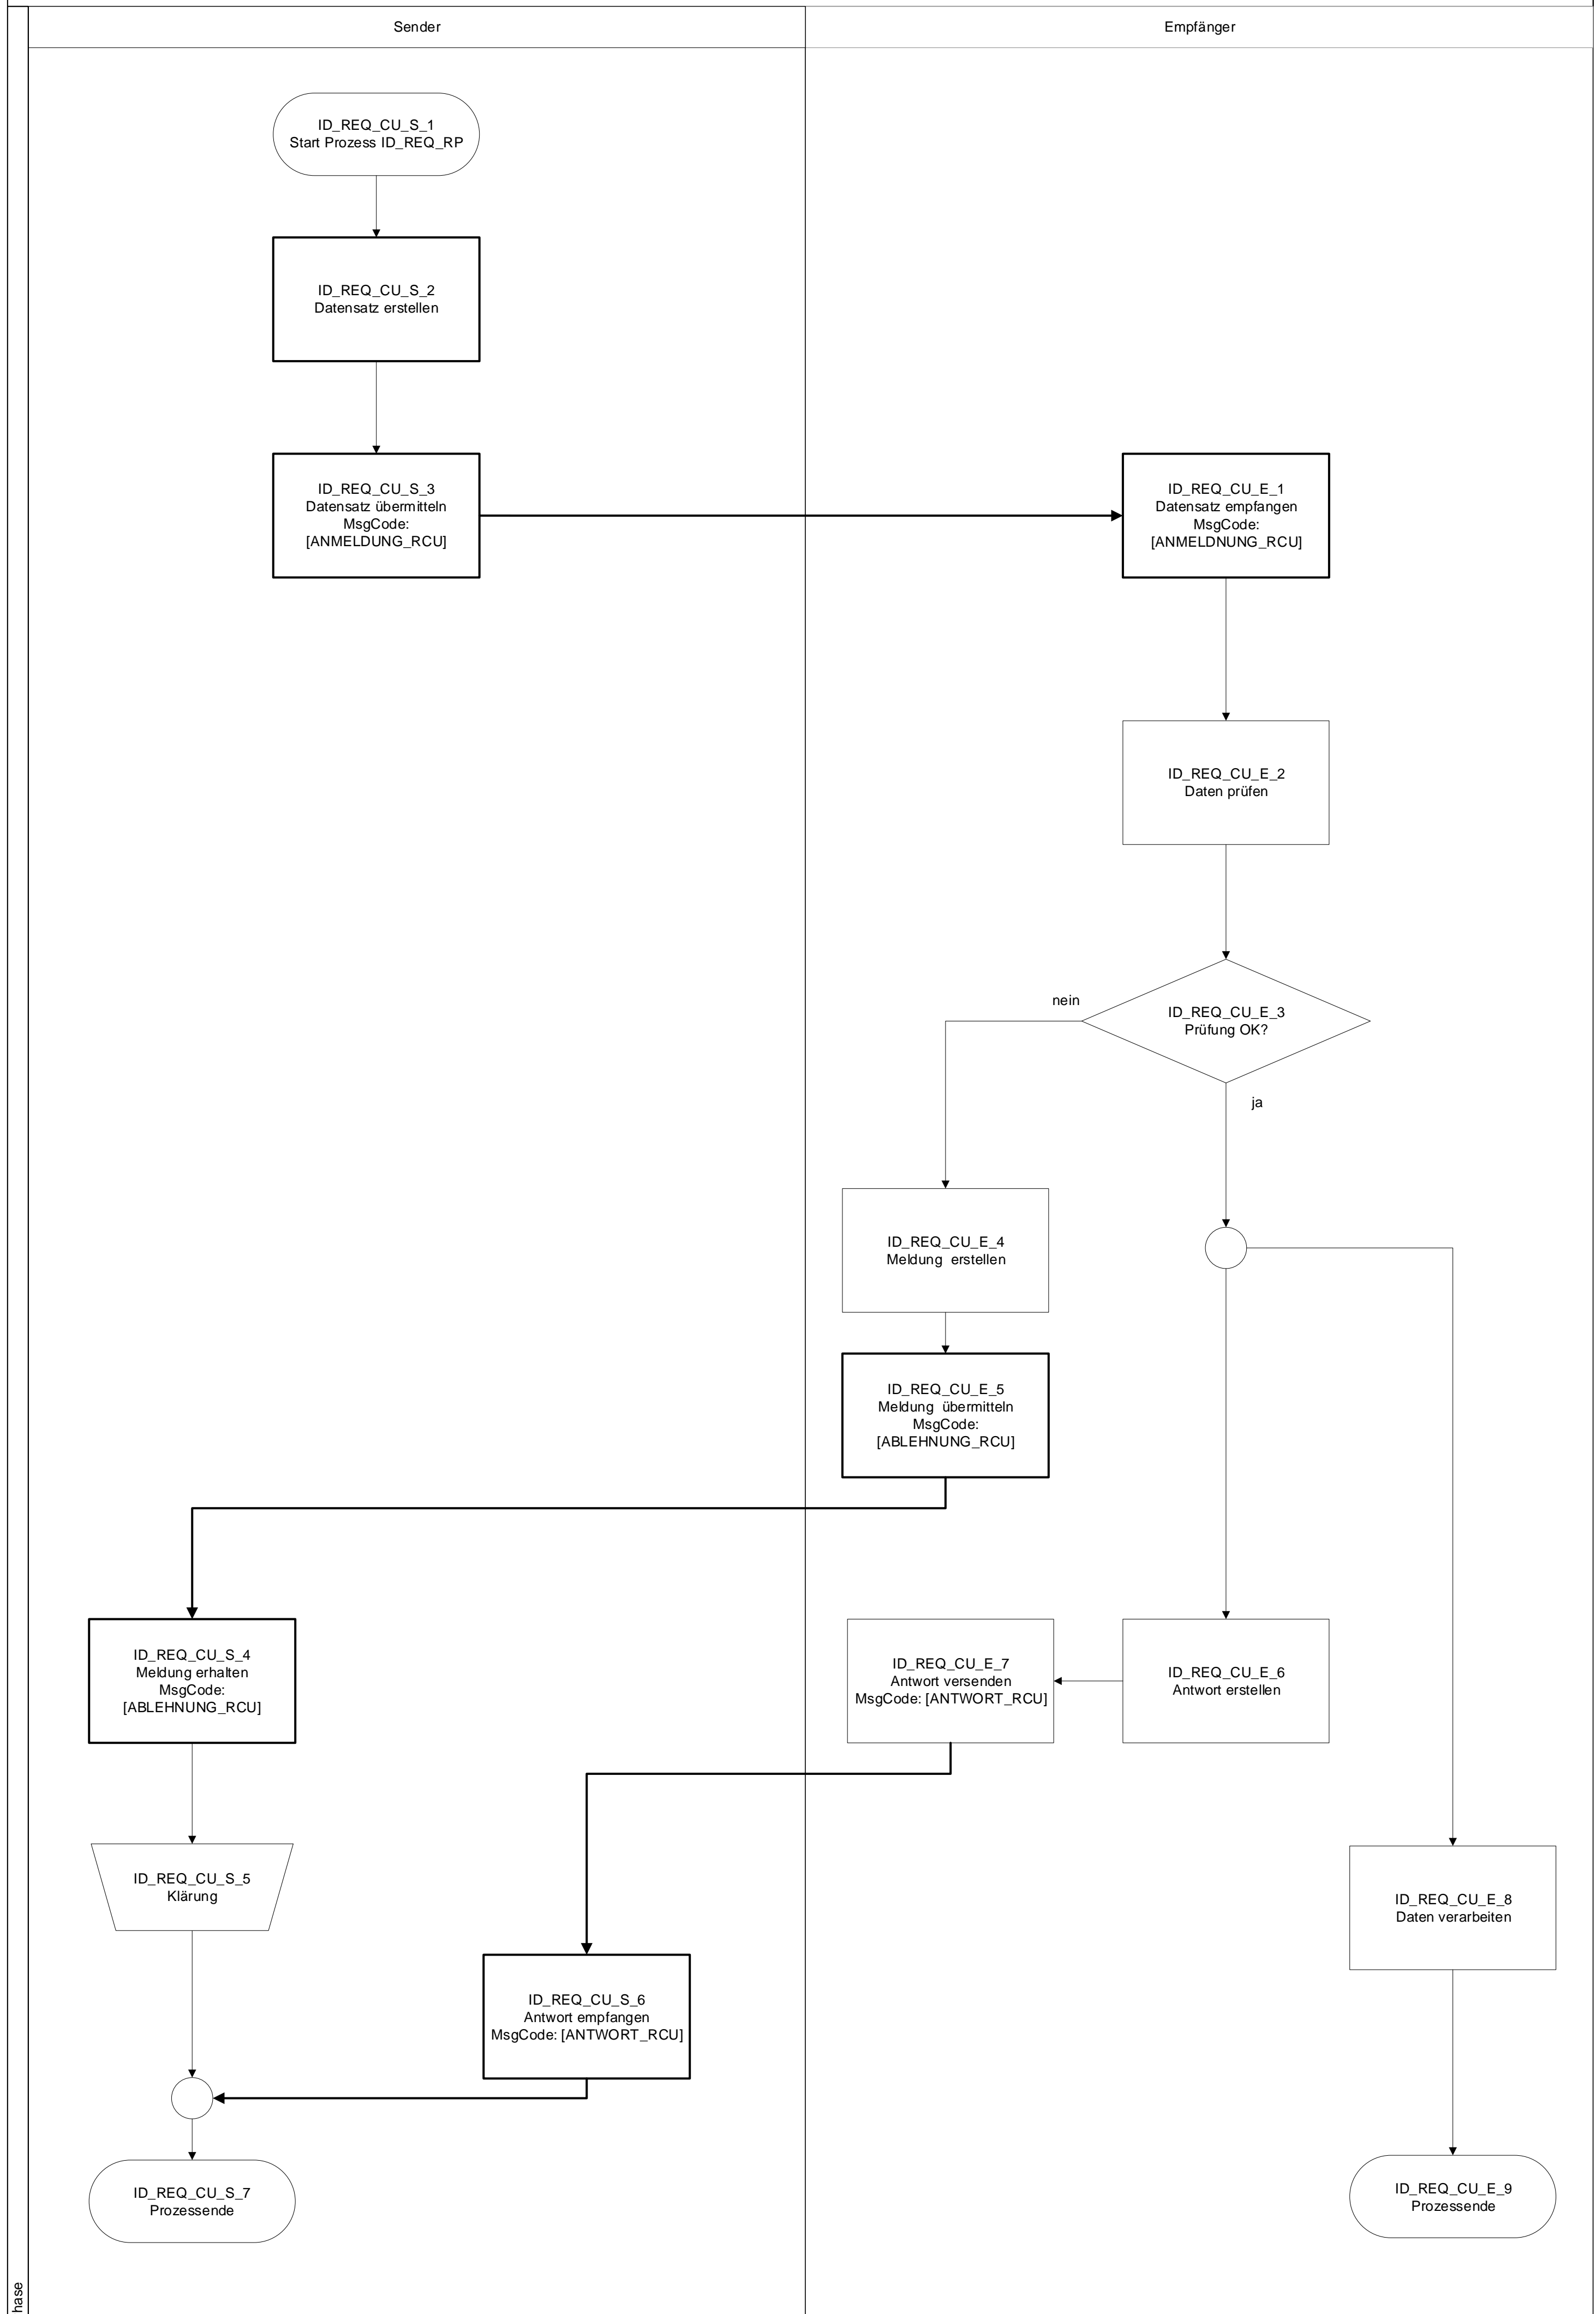 Sender
Empfänger
ID_REQ_CU_S_1
Start Prozess ID_REQ_RP
ID_REQ_CU_S_2
Datensatz erstellen
ID_REQ_CU_S_3
Datensatz übermitteln
MsgCode:
[ANMELDUNG_RCU]
ID_REQ_CU_E_1
Datensatz empfangen
MsgCode:
[ANMELDNUNG_RCU]
ID_REQ_CU_E_2
Daten prüfen
nein
ID_REQ_CU_E_3
Prüfung OK?
ja
ID_REQ_CU_E_4
Meldung erstellen
ID_REQ_CU_E_5
Meldung übermitteln
MsgCode:
[ABLEHNUNG_RCU]
ID_REQ_CU_S_4
Meldung erhalten
MsgCode:
[ABLEHNUNG_RCU]
ID_REQ_CU_E_7
Antwort versenden
MsgCode: [ANTWORT_RCU]
ID_REQ_CU_E_6
Antwort erstellen
ID_REQ_CU_S_5
Klärung
ID_REQ_CU_E_8
Daten verarbeiten
ID_REQ_CU_S_6
Antwort empfangen
MsgCode: [ANTWORT_RCU]
ID_REQ_CU_S_7
Prozessende
ID_REQ_CU_E_9
Prozessende
hase